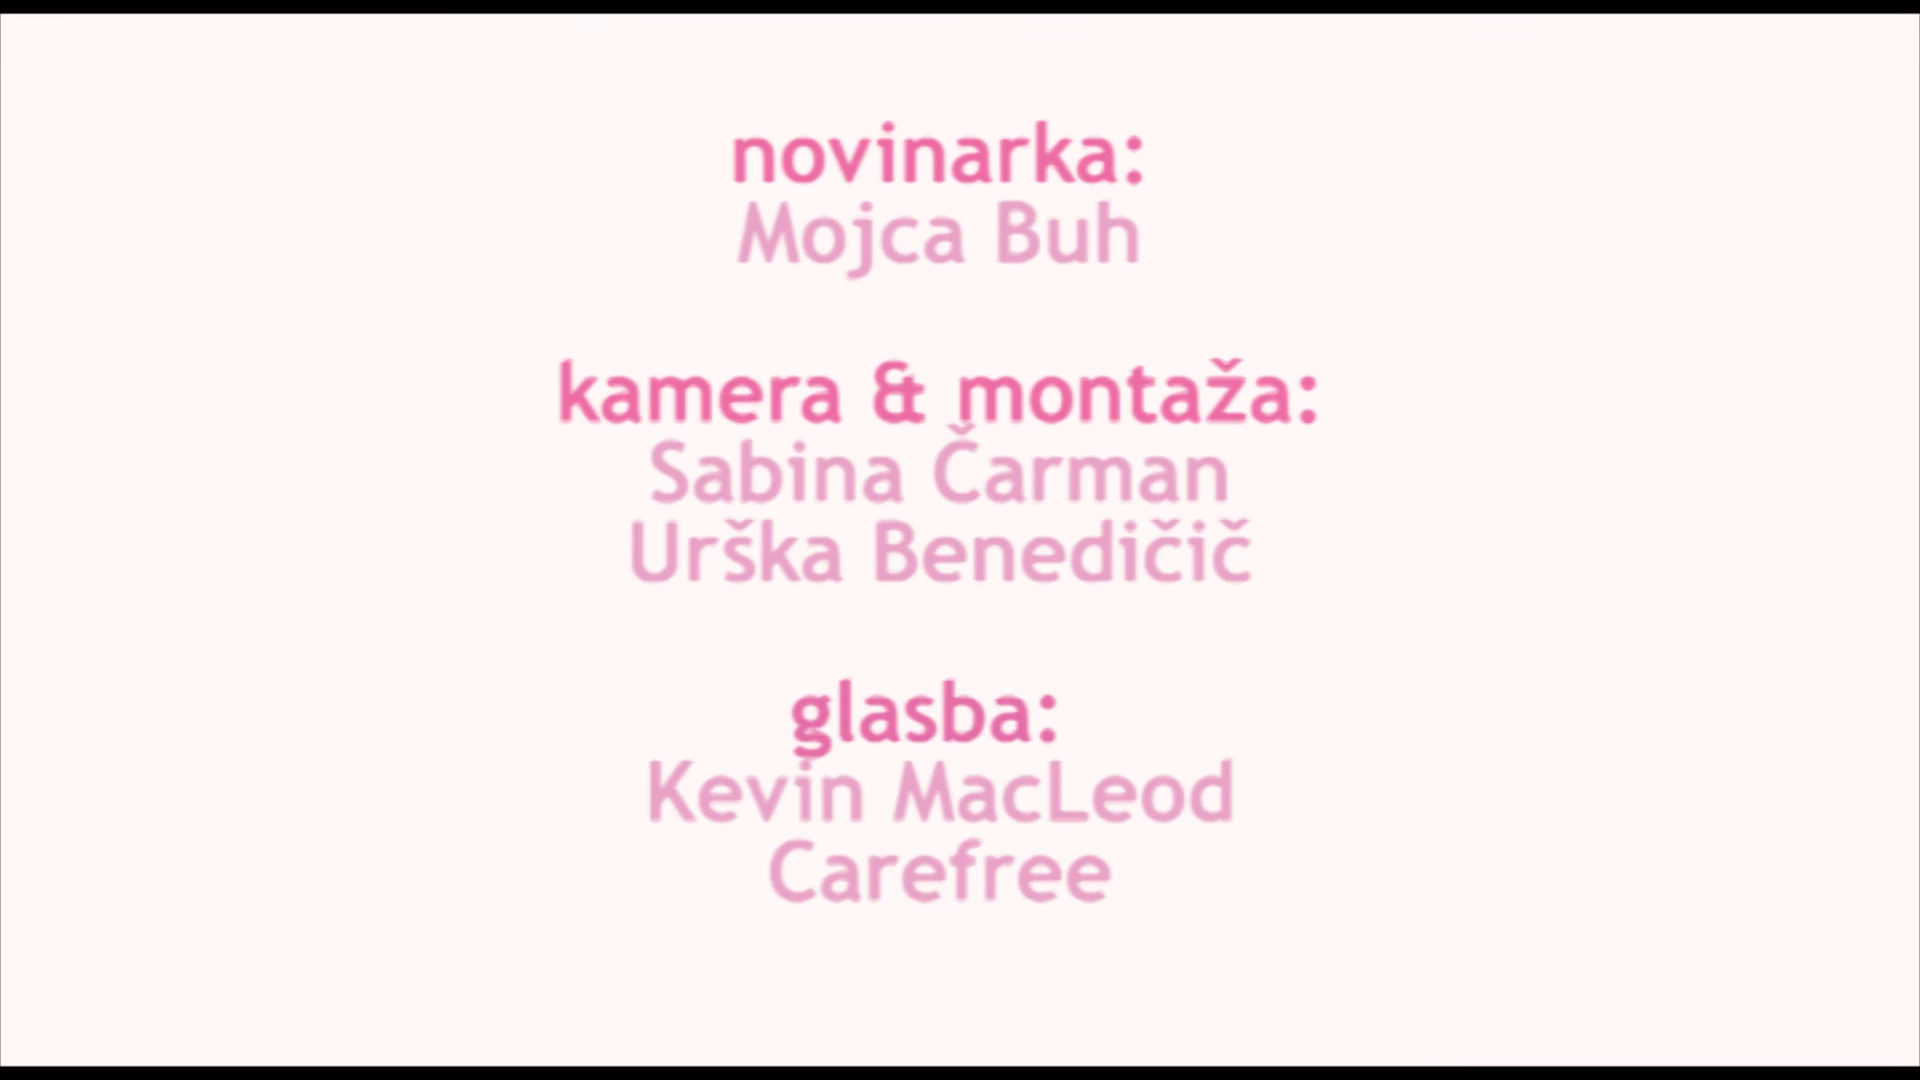 novinarka:
Mojca Buh
kamera & montaža:
Sabina Čarman
Urška Benedičič
glasba:
Kevin MacLeod
Carefree